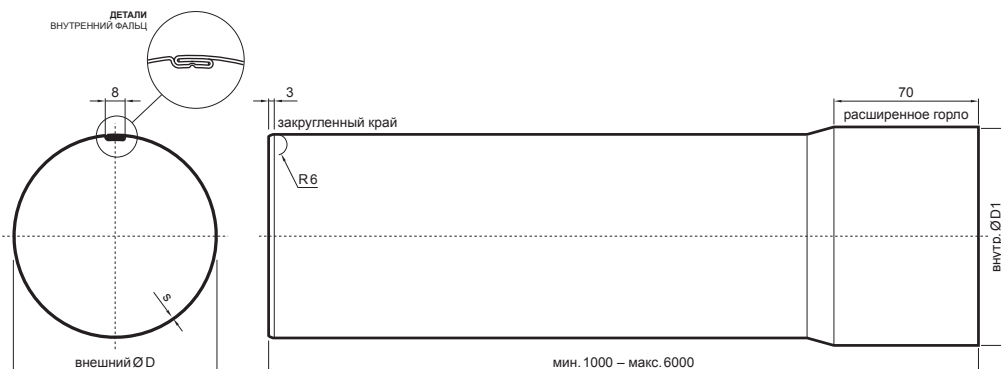 ДЕТАЛИ
ВНУТРЕННИЙ ФАЛЬЦ
8
3
70
закругленный край
расширенное горло
R6
внутр. ØD1
s
внешний ØD
мин. 1000 – макс. 6000